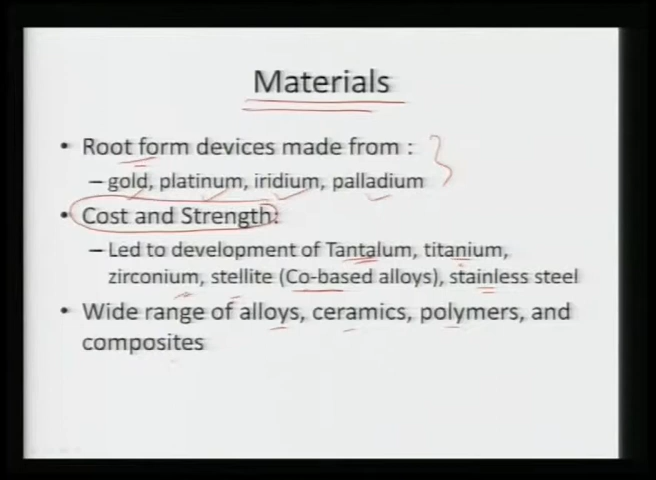 Materials
• Root form devices made from :
– gold, platinum, iridium, palladium
• Cost and Strength:
– Led to development of Tantalum, titanium,
zirconium, stellite (Co-based alloys), stainless steel
• Wide range of alloys, ceramics, polymers, and
composites